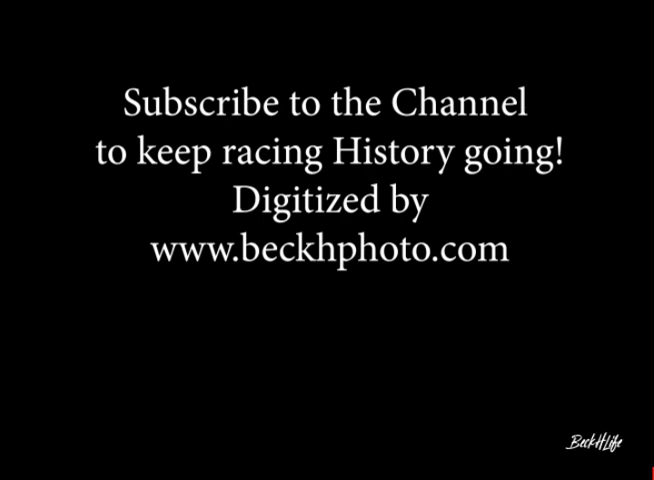 Subscribe to the Channel
to keep racing History going!
Digitized by
www.beckhphoto.com
BeckHLife